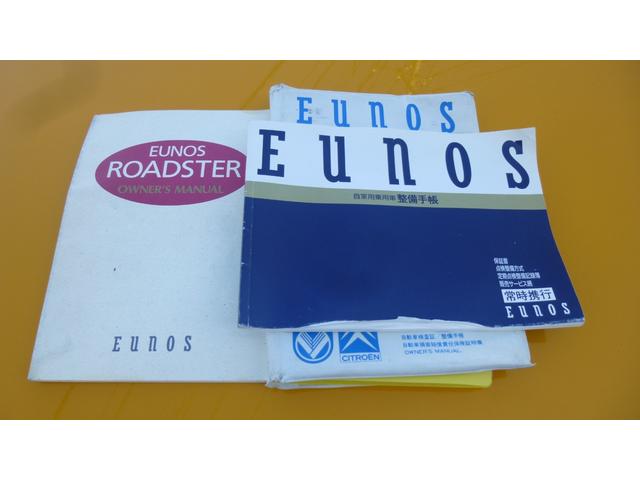 EUNOS
ROADSTER
OWNER'S MANUAL
EUNOS
EUNOS
EUNOS
自家用乗用車 整備手帳
保証書
点検整備方式
定期点検整備記録簿
販売サービス網
常時携行
EUNOS
CITROËN
自動車検査証／整備手帳
自動車損害賠償責任保険証明書
OWNER'S MANUAL